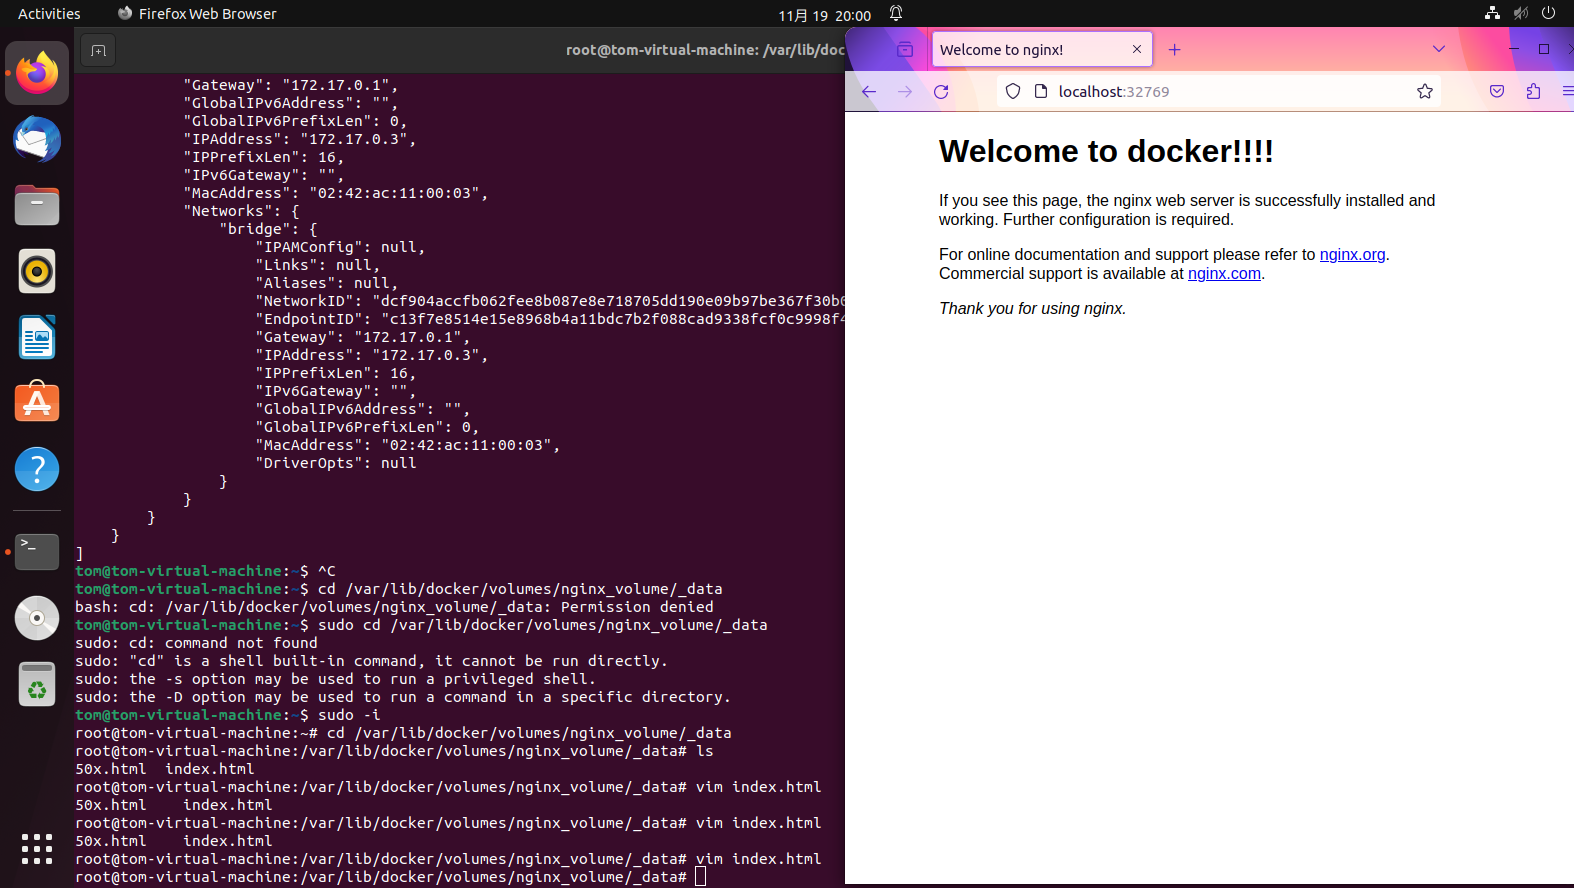 Activities
Firefox Web Browser
11月 19 20:00
root@tom-virtual-machine: /var/lib/doc
"Gateway": "172.17.0.1",
"GlobalIPv6Address": "",
"GlobalIPv6PrefixLen": 0,
"IPAddress": "172.17.0.3",
"IPPrefixLen": 16,
"IPv6Gateway": "",
"MacAddress": "02:42:ac:11:00:03",
"Networks": {
"bridge": {
"IPAMConfig": null,
"Links": null,
"Aliases": null,
"NetworkID": "dcf904accfb062fee8b087e8e718705dd190e09b97be367f30b0
"EndpointID": "c13f7e8514e15e8968b4a11bdc7b2f088cad9338fcf0c9998f4
"Gateway": "172.17.0.1",
"IPAddress": "172.17.0.3",
"IPPrefixLen": 16,
"IPv6Gateway": "",
"GlobalIPv6Address": "",
"GlobalIPv6PrefixLen": 0,
"MacAddress": "02:42:ac:11:00:03",
"DriverOpts": null
}
}
}
}
]
tom@tom-virtual-machine:~$ ^C
tom@tom-virtual-machine:~$ cd /var/lib/docker/volumes/nginx_volume/_data
bash: cd: /var/lib/docker/volumes/nginx_volume/_data: Permission denied
tom@tom-virtual-machine:~$ sudo cd /var/lib/docker/volumes/nginx_volume/_data
sudo: cd: command not found
sudo: "cd" is a shell built-in command, it cannot be run directly.
sudo: the -s option may be used to run a privileged shell.
sudo: the -D option may be used to run a command in a specific directory.
tom@tom-virtual-machine:~$ sudo -i
root@tom-virtual-machine:~# cd /var/lib/docker/volumes/nginx_volume/_data
root@tom-virtual-machine:/var/lib/docker/volumes/nginx_volume/_data# ls
50x.html  index.html
root@tom-virtual-machine:/var/lib/docker/volumes/nginx_volume/_data# vim index.html
50x.html    index.html
root@tom-virtual-machine:/var/lib/docker/volumes/nginx_volume/_data# vim index.html
50x.html    index.html
root@tom-virtual-machine:/var/lib/docker/volumes/nginx_volume/_data# vim index.html
root@tom-virtual-machine:/var/lib/docker/volumes/nginx_volume/_data#
Welcome to nginx!
localhost:32769
Welcome to docker!!!!
If you see this page, the nginx web server is successfully installed and
working. Further configuration is required.
For online documentation and support please refer to nginx.org.
Commercial support is available at nginx.com.
Thank you for using nginx.